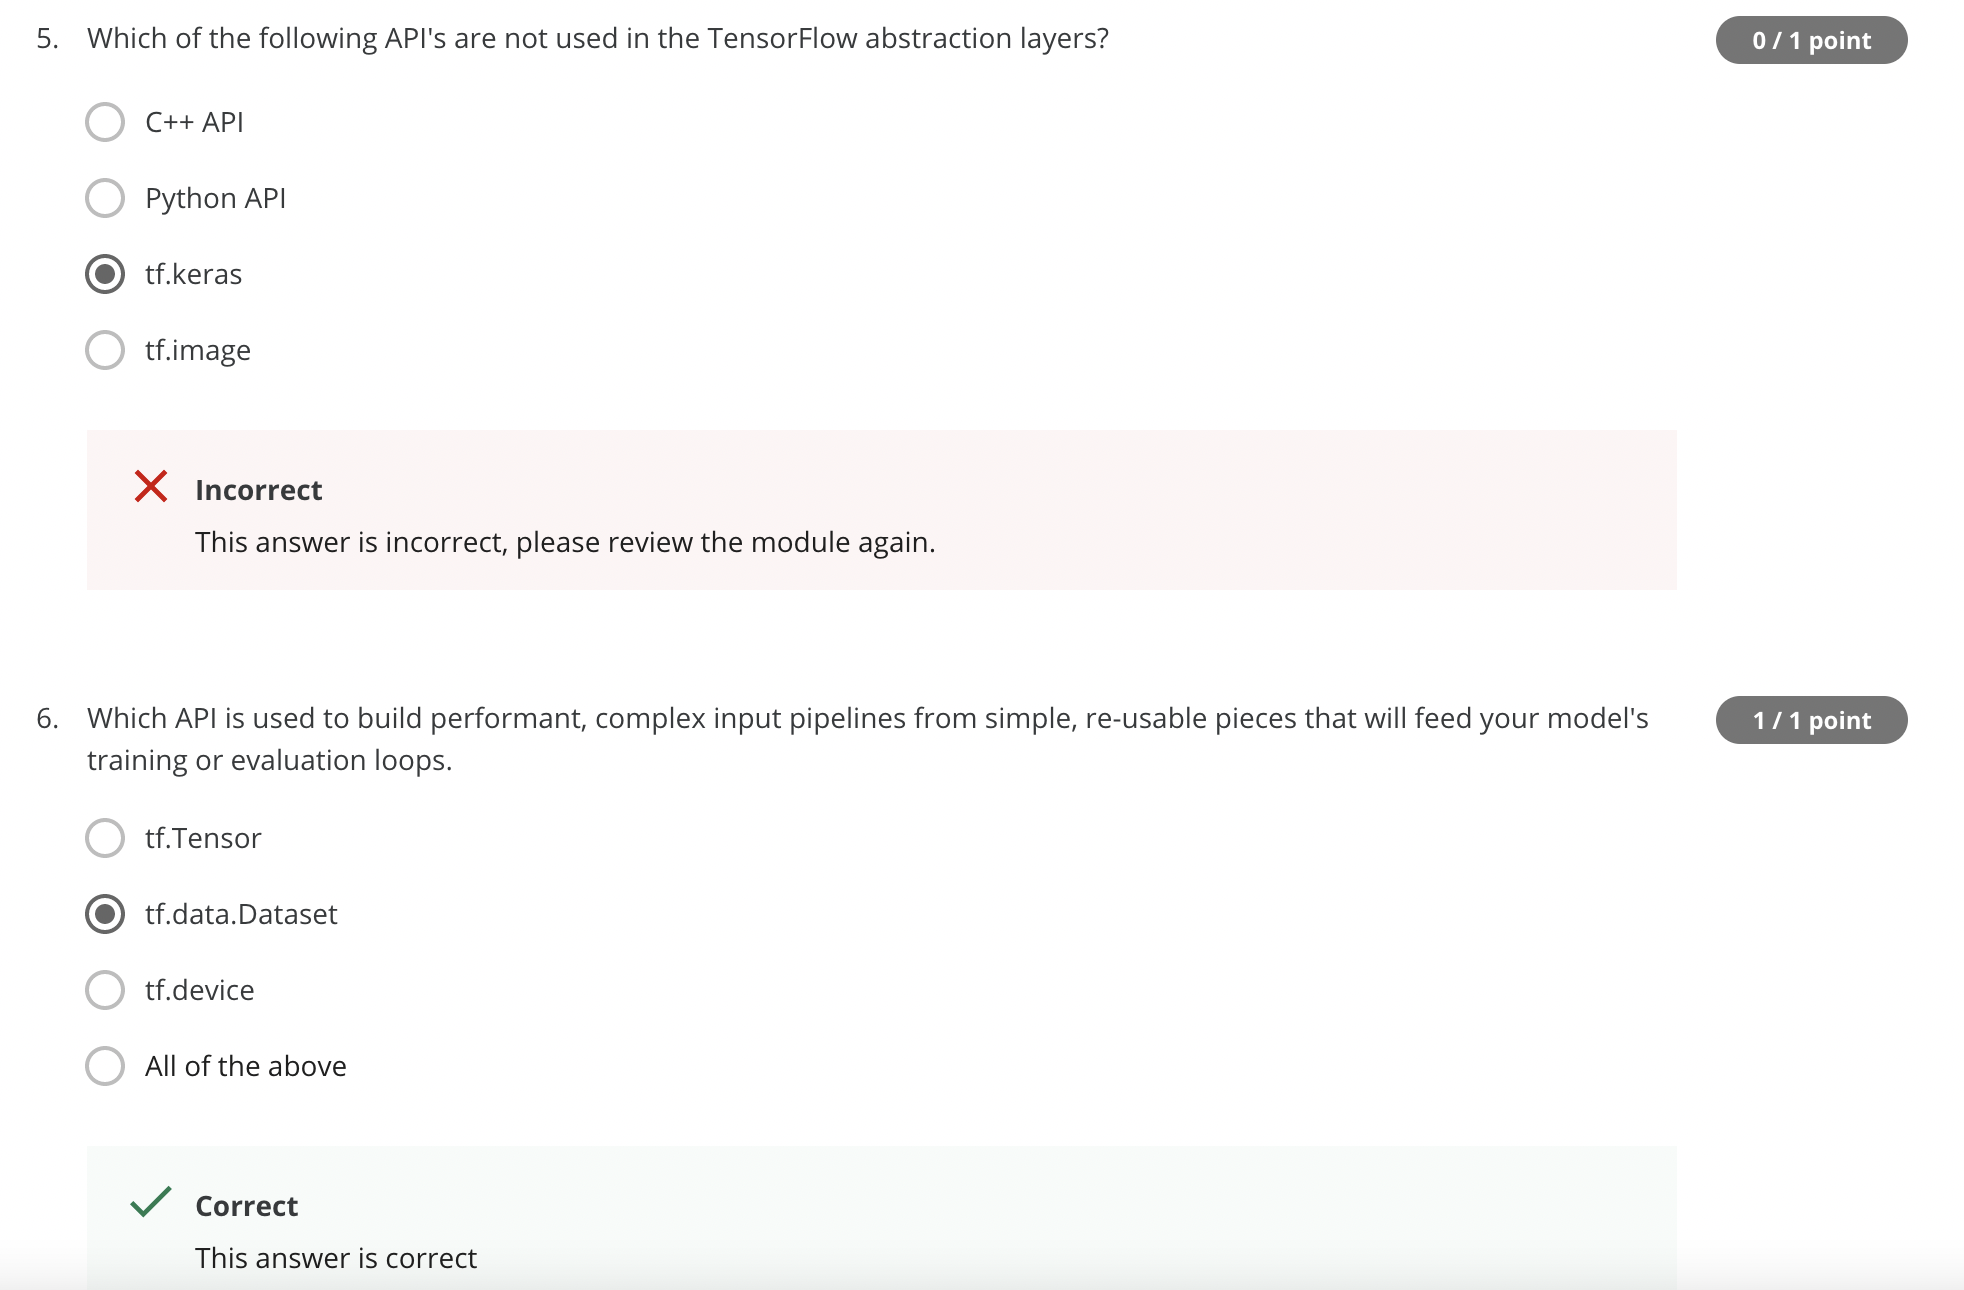 5. Which of the following API's are not used in the TensorFlow abstraction layers?
0 / 1 point
C++ API
Python API
tf.keras
tf.image
Incorrect
This answer is incorrect, please review the module again.
6. Which API is used to build performant, complex input pipelines from simple, re-usable pieces that will feed your model's
training or evaluation loops.
1 / 1 point
tf.Tensor
tf.data.Dataset
tf.device
All of the above
Correct
This answer is correct